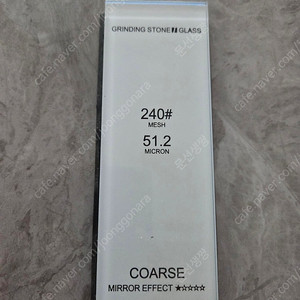 GRINDING STONE GLASS
240#
MESH
51.2
MICRON
COARSE
MIRROR EFFECT ★☆☆☆☆